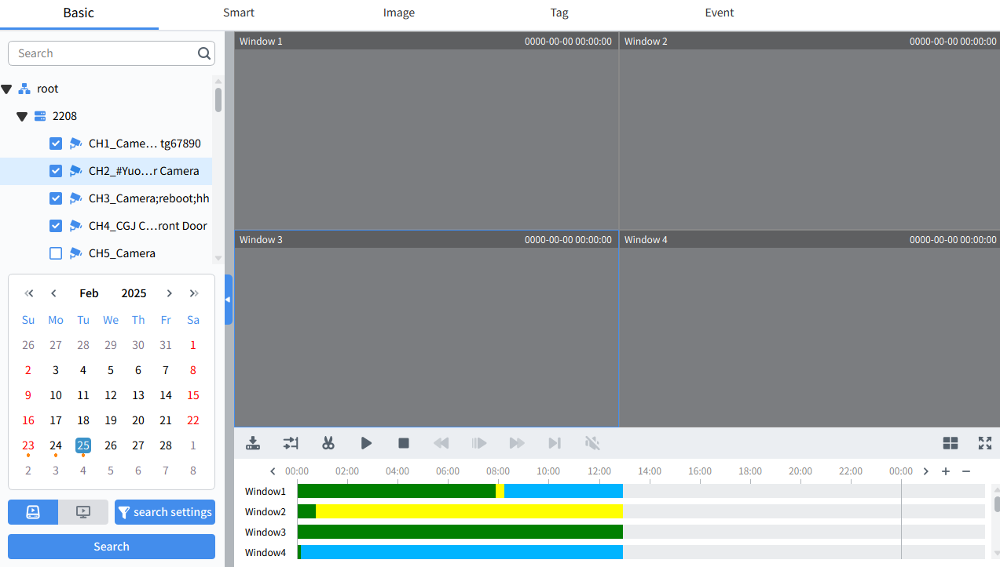 Basic Smart Image Tag Event
Search
root
2208
CH1_Came... tg67890
CH2_#Yuo...r Camera
CH3_Camera;reboot;hh
CH4_CGJ C...ront Door
CH5_Camera
Feb 2025
Su Mo Tu We Th Fr Sa
26 27 28 29 30 31 1
2 3 4 5 6 7 8
9 10 11 12 13 14 15
16 17 18 19 20 21 22
23 24 25 26 27 28 1
2 3 4 5 6 7 8
search settings
Search
Window 1 0000-00-00 00:00:00
Window 2 0000-00-00 00:00:00
Window 3 0000-00-00 00:00:00
Window 4 0000-00-00 00:00:00
00:00 02:00 04:00 06:00 08:00 10:00 12:00 14:00 16:00 18:00 20:00 22:00 00:00
Window1
Window2
Window3
Window4